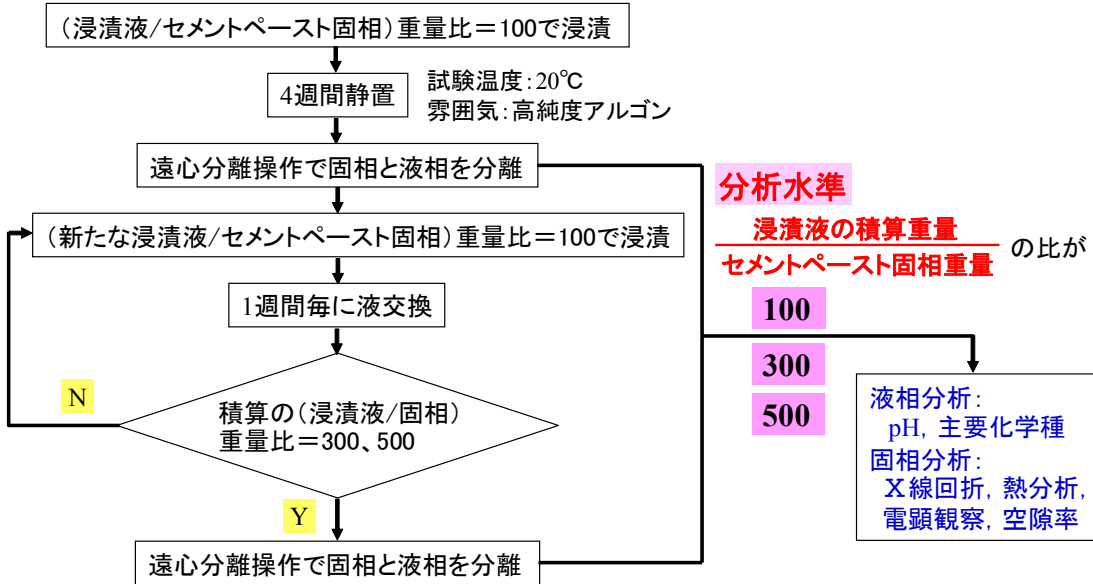 (浸漬液/セメントペースト固相)重量比=100で浸漬
4週間静置
試験温度:20℃
雰囲気:高純度アルゴン
遠心分離操作で固相と液相を分離
(新たな浸漬液/セメントペースト固相)重量比=100で浸漬
1週間毎に液交換
N
積算の(浸漬液/固相)
重量比=300、500
Y
遠心分離操作で固相と液相を分離
分析水準
浸漬液の積算重量
セメントペースト固相重量
の比が
100
300
500
液相分析:
pH, 主要化学種
固相分析:
X線回折, 熱分析,
電顕観察, 空隙率